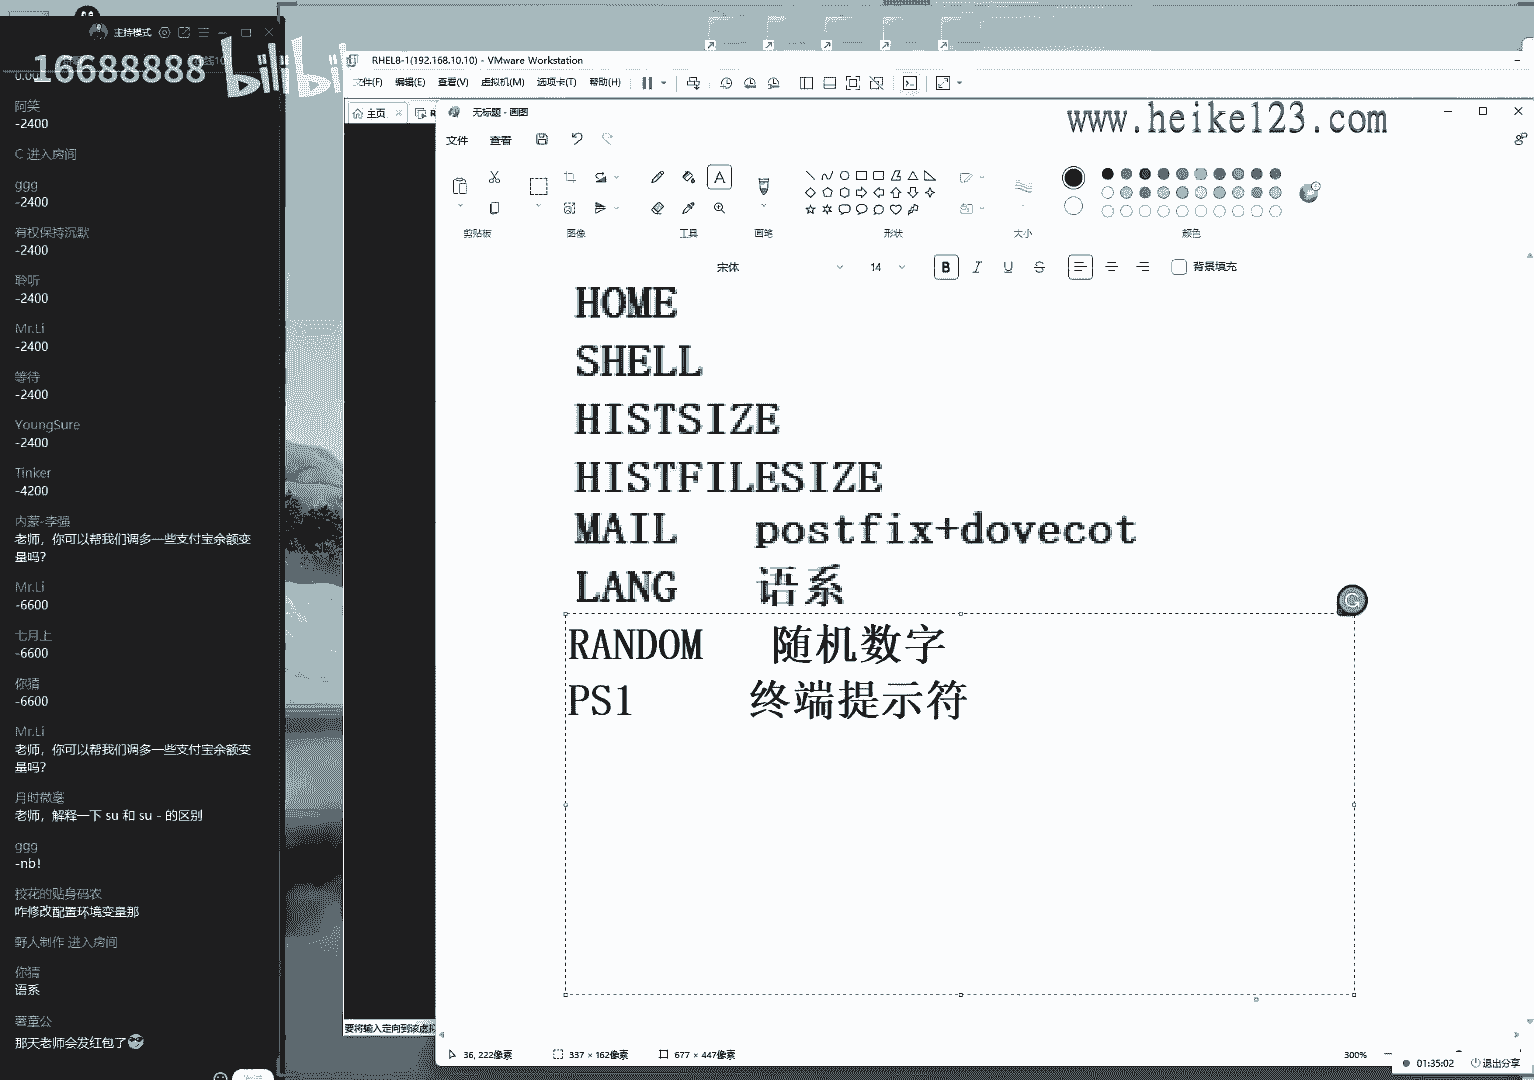 主持模式
16688888 bilibili
0.00
阿笑
-2400
C 进入房间
ggg
-2400
有权保持沉默
-2400
聆听
-2400
Mr.Li
-2400
等待
-2400
YoungSure
-2400
Tinker
-4200
内蒙-李强
老师，你可以帮我们调多一些支付宝余额变
量吗？
Mr.Li
-6600
七月上
-6600
你猜
-6600
Mr.Li
老师，你可以帮我们调多一些支付宝余额变
量吗？
月时微毫
老师，解释一下 su 和 su - 的区别
ggg
-nb！
校花的贴身码农
咋修改配置环境变量那
野人制作 进入房间
你猜
语系
薯童公
那天老师会发红包了
RHEL8-1(192.168.10.10) - VMware Workstation
文件(F) 编辑(E) 查看(V) 虚拟机(M) 选项卡(T) 帮助(H)
主页
无标题 - 画图
www.heike123.com
文件 查看
剪贴板 图像 工具 画笔 形状 大小 颜色
宋体 14 B I U S 背景填充
HOME
SHELL
HISTSIZE
HISTFILESIZE
MAIL postfix+dovecot
LANG 语系
RANDOM 随机数字
PS1 终端提示符
要将输入定向到该虚拟
36, 222像素 337 × 162像素 677 × 447像素 300%
01:35:02 退出分享